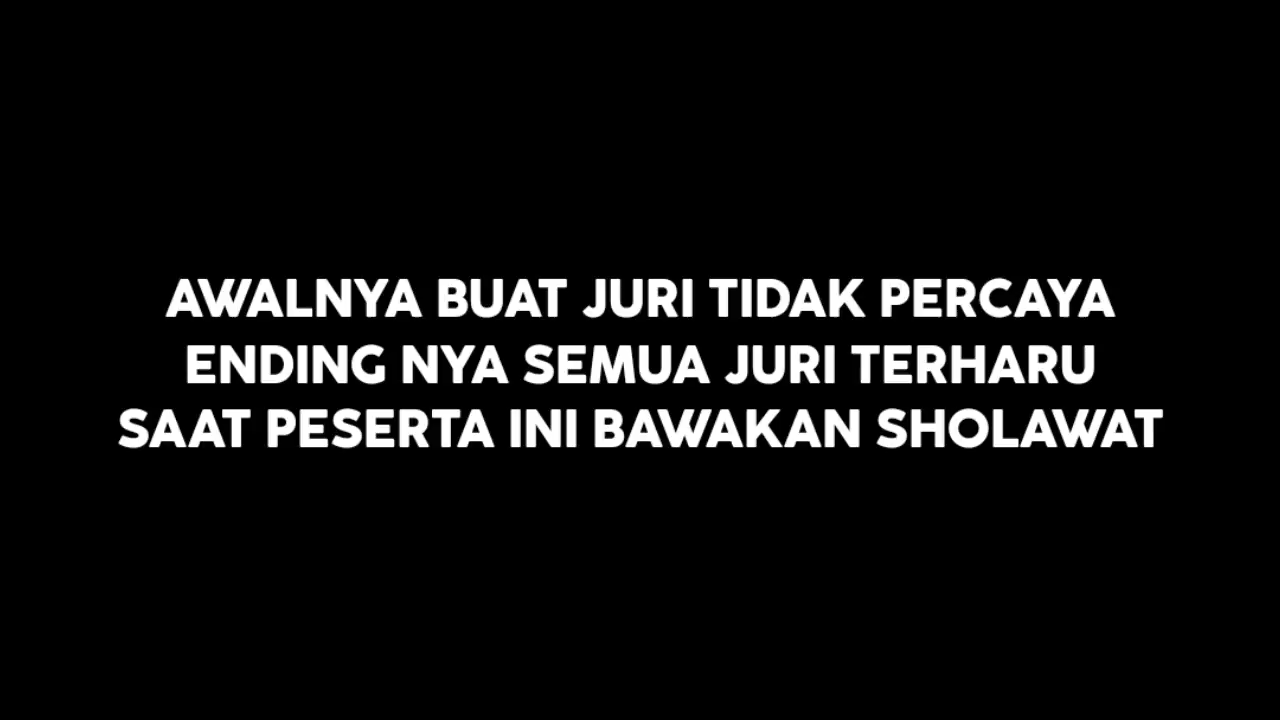 AWALNYA BUAT JURI TIDAK PERCAYA
ENDING NYA SEMUA JURI TERHARU
SAAT PESERTA INI BAWAKAN SHOLAWAT